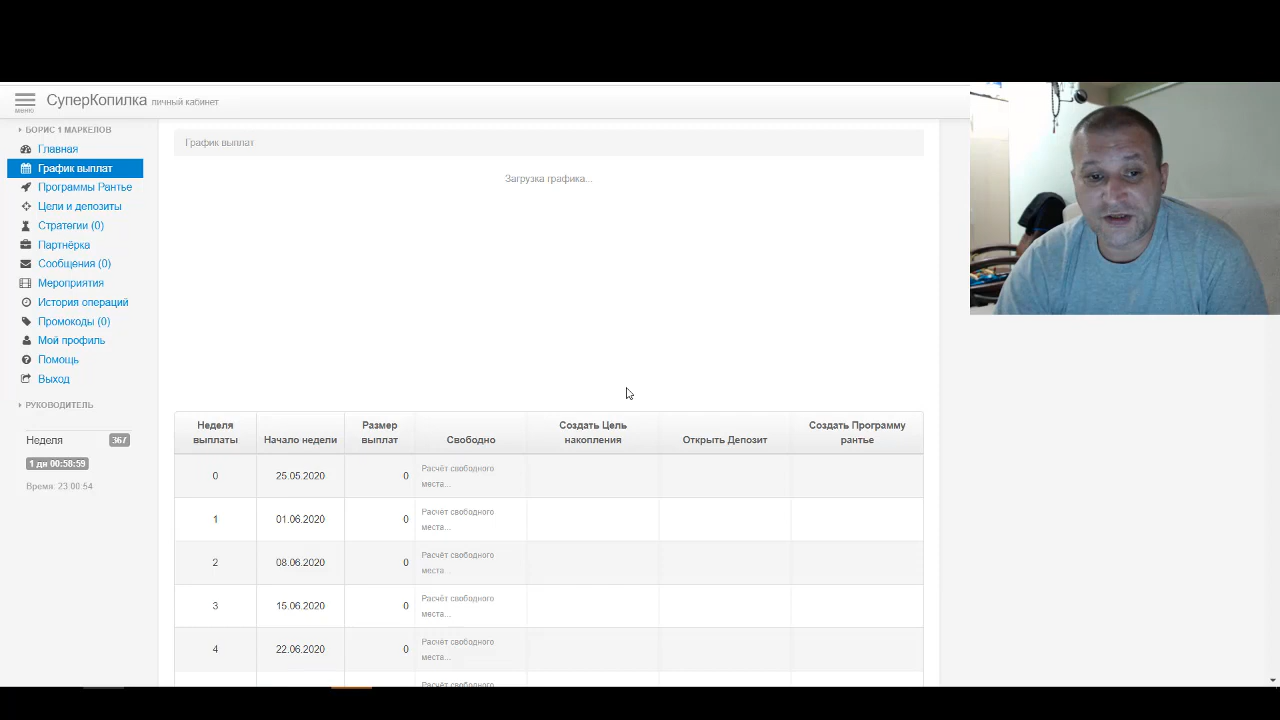 СуперКопилка личный кабинет
меню
БОРИС 1 МАРКЕЛОВ
Главная
График выплат
Программы Рантье
Цели и депозиты
Стратегии (0)
Партнёрка
Сообщения (0)
Мероприятия
История операций
Промокоды (0)
Мой профиль
Помощь
Выход
РУКОВОДИТЕЛЬ
Неделя 367
1 дн 00:58:59
Время: 23:00:54
График выплат
Загрузка графика...
Неделя выплаты Начало недели Размер выплат Свободно Создать Цель накопления Открыть Депозит Создать Программу рантье
0 25.05.2020 0 Расчёт свободного места...
1 01.06.2020 0 Расчёт свободного места...
2 08.06.2020 0 Расчёт свободного места...
3 15.06.2020 0 Расчёт свободного места...
4 22.06.2020 0 Расчёт свободного места...
Расчёт свободного